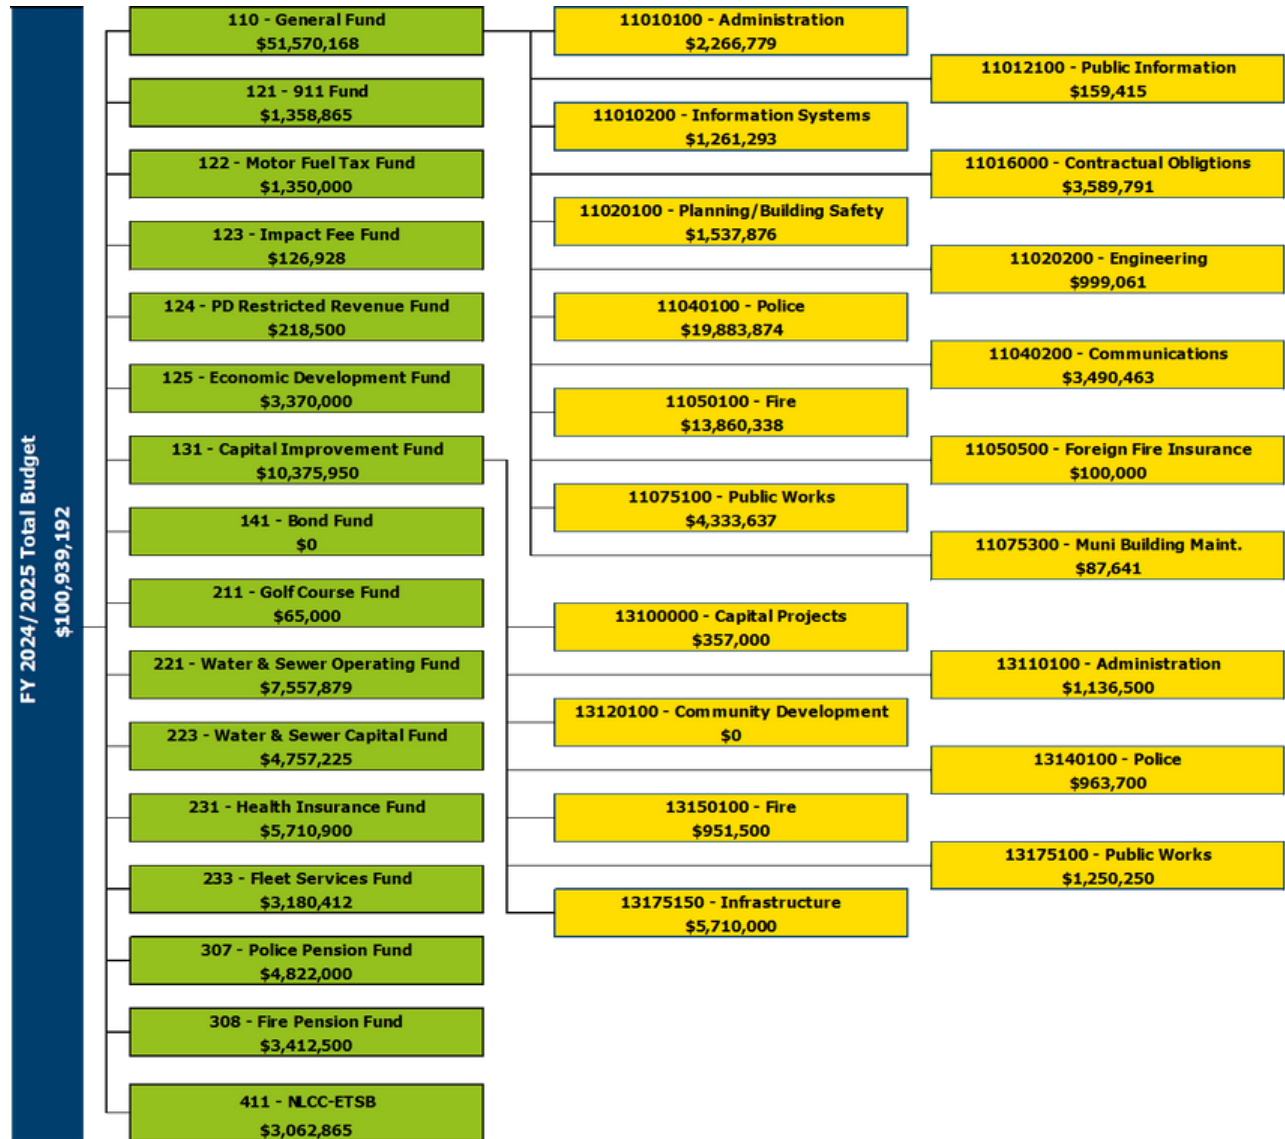 FY 2024/2025 Total Budget
$100,939,192
110 - General Fund
$51,570,168
121 - 911 Fund
$1,358,865
122 - Motor Fuel Tax Fund
$1,350,000
123 - Impact Fee Fund
$126,928
124 - PD Restricted Revenue Fund
$218,500
125 - Economic Development Fund
$3,370,000
131 - Capital Improvement Fund
$10,375,950
141 - Bond Fund
$0
211 - Golf Course Fund
$65,000
221 - Water & Sewer Operating Fund
$7,557,879
223 - Water & Sewer Capital Fund
$4,757,225
231 - Health Insurance Fund
$5,710,900
233 - Fleet Services Fund
$3,180,412
307 - Police Pension Fund
$4,822,000
308 - Fire Pension Fund
$3,412,500
411 - NLCC-ETSB
$3,062,865
11010100 - Administration
$2,266,779
11012100 - Public Information
$159,415
11010200 - Information Systems
$1,261,293
11016000 - Contractual Obligtions
$3,589,791
11020100 - Planning/Building Safety
$1,537,876
11020200 - Engineering
$999,061
11040100 - Police
$19,883,874
11040200 - Communications
$3,490,463
11050100 - Fire
$13,860,338
11050500 - Foreign Fire Insurance
$100,000
11075100 - Public Works
$4,333,637
11075300 - Muni Building Maint.
$87,641
13100000 - Capital Projects
$357,000
13110100 - Administration
$1,136,500
13120100 - Community Development
$0
13140100 - Police
$963,700
13150100 - Fire
$951,500
13175100 - Public Works
$1,250,250
13175150 - Infrastructure
$5,710,000